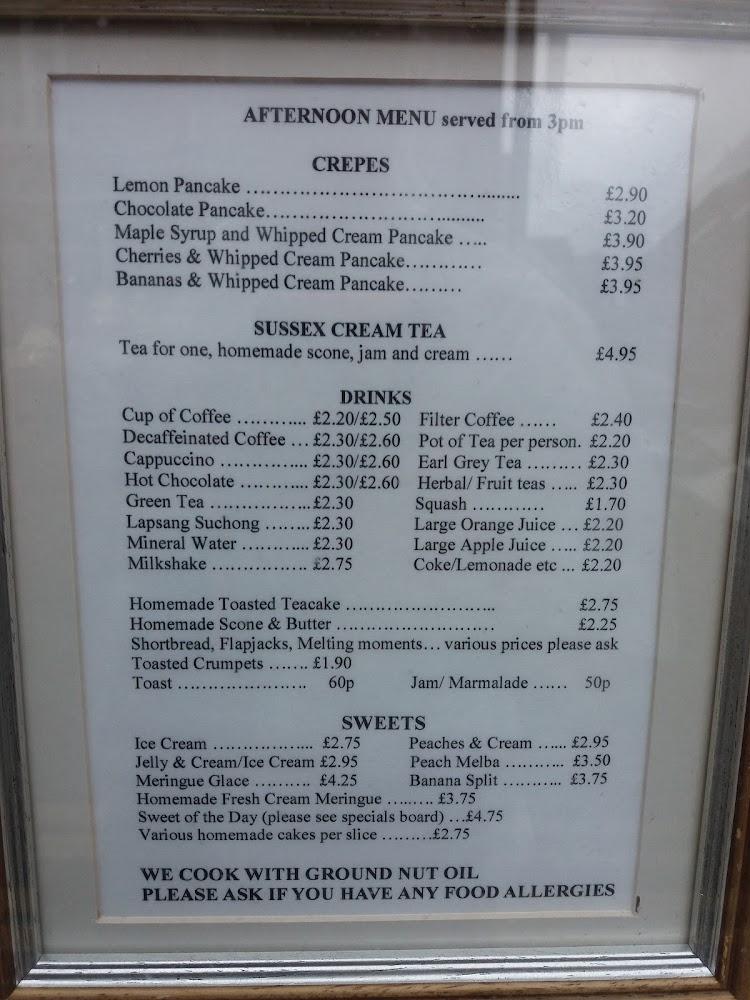 AFTERNOON MENU served from 3pm
CREPES
Lemon Pancake ........................................... £2.90
Chocolate Pancake.................................. £3.20
Maple Syrup and Whipped Cream Pancake ..... £3.90
Cherries & Whipped Cream Pancake............ £3.95
Bananas & Whipped Cream Pancake......... £3.95
SUSSEX CREAM TEA
Tea for one, homemade scone, jam and cream ...... £4.95
DRINKS
Cup of Coffee ............ £2.20/£2.50 Filter Coffee ...... £2.40
Decaffeinated Coffee ... £2.30/£2.60 Pot of Tea per person. £2.20
Cappuccino ............... £2.30/£2.60 Earl Grey Tea ......... £2.30
Hot Chocolate ............ £2.30/£2.60 Herbal/ Fruit teas ..... £2.30
Green Tea ..................£2.30 Squash ............ £1.70
Lapsang Suchong ........£2.30 Large Orange Juice ... £2.20
Mineral Water ............ £2.30 Large Apple Juice ..... £2.20
Milkshake ................. £2.75 Coke/Lemonade etc ... £2.20
Homemade Toasted Teacake .......................... £2.75
Homemade Scone & Butter ........................... £2.25
Shortbread, Flapjacks, Melting moments... various prices please ask
Toasted Crumpets ....... £1.90
Toast ...................... 60p Jam/ Marmalade ...... 50p
SWEETS
Ice Cream ................... £2.75 Peaches & Cream ...... £2.95
Jelly & Cream/Ice Cream £2.95 Peach Melba ........... £3.50
Meringue Glace .......... £4.25 Banana Split ........... £3.75
Homemade Fresh Cream Meringue ......... £3.75
Sweet of the Day (please see specials board) ...£4.75
Various homemade cakes per slice .........£2.75
WE COOK WITH GROUND NUT OIL
PLEASE ASK IF YOU HAVE ANY FOOD ALLERGIES